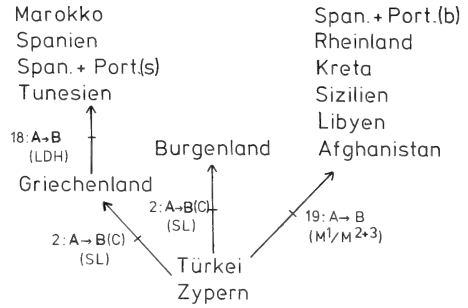 Marokko
Spanien
Span. + Port.(s)
Tunesien
Span. + Port.(b)
Rheinland
Kreta
Sizilien
Libyen
Afghanistan
18: A→B
(LDH)
Burgenland
Griechenland
2: A→B(C)
(SL)
2: A→B(C)
(SL)
19: A→B
(M¹/M²⁺³)
Türkei
Zypern